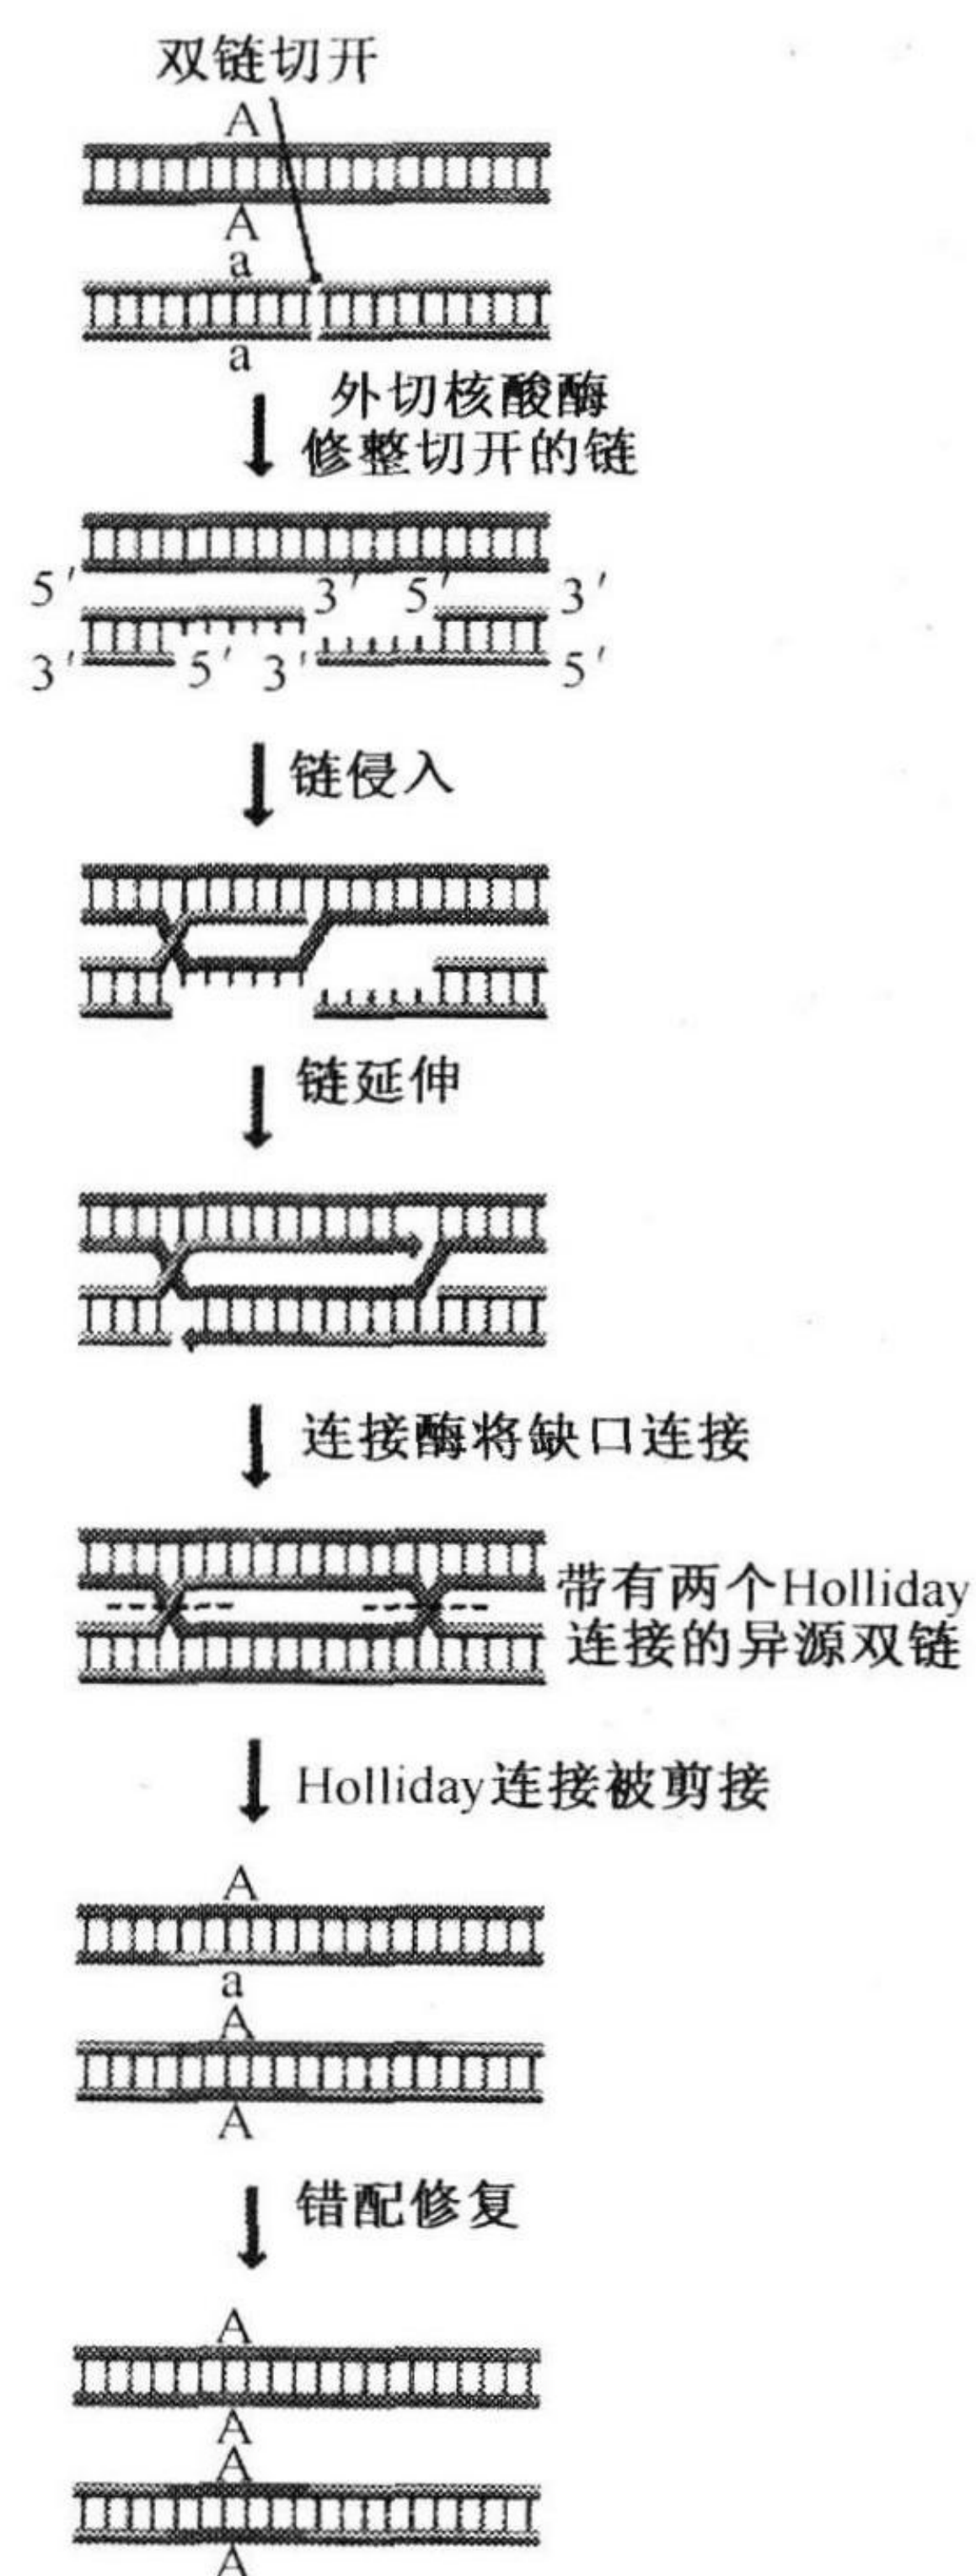 双链切开
A
A
a
a
外切核酸酶
修整切开的链
5′ 3′ 5′ 3′
3′ 5′ 3′ 5′
链侵入
链延伸
连接酶将缺口连接
带有两个Holliday
连接的异源双链
Holliday连接被剪接
A
a
A
A
错配修复
A
A
A
A